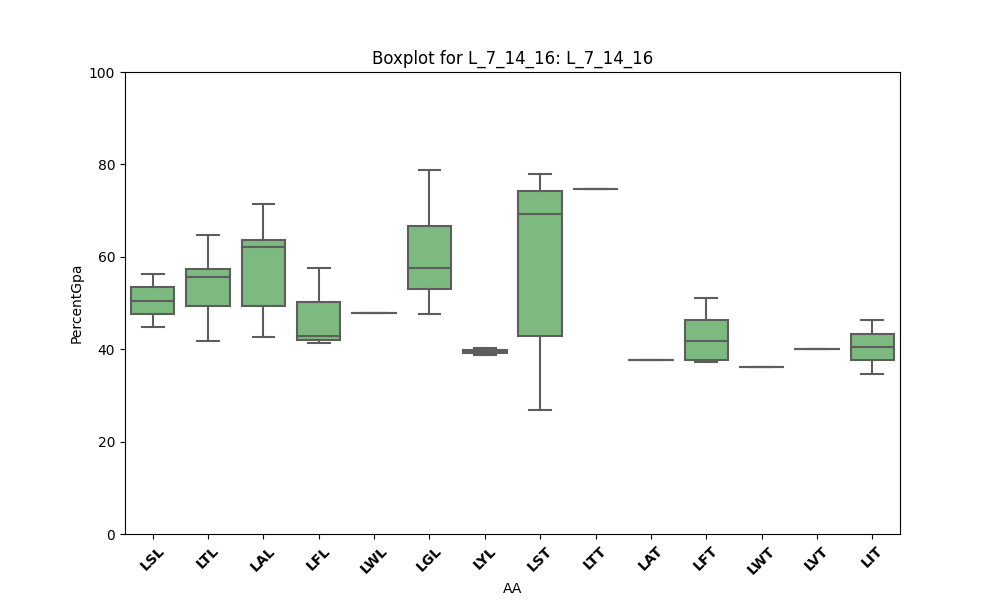 Boxplot for L_7_14_16: L_7_14_16
PercentGpa
100
80
60
40
20
0
LSL LTL LAL LFL LWL LGL LYL LST LTT LAT LFT LWT LVT LIT
AA